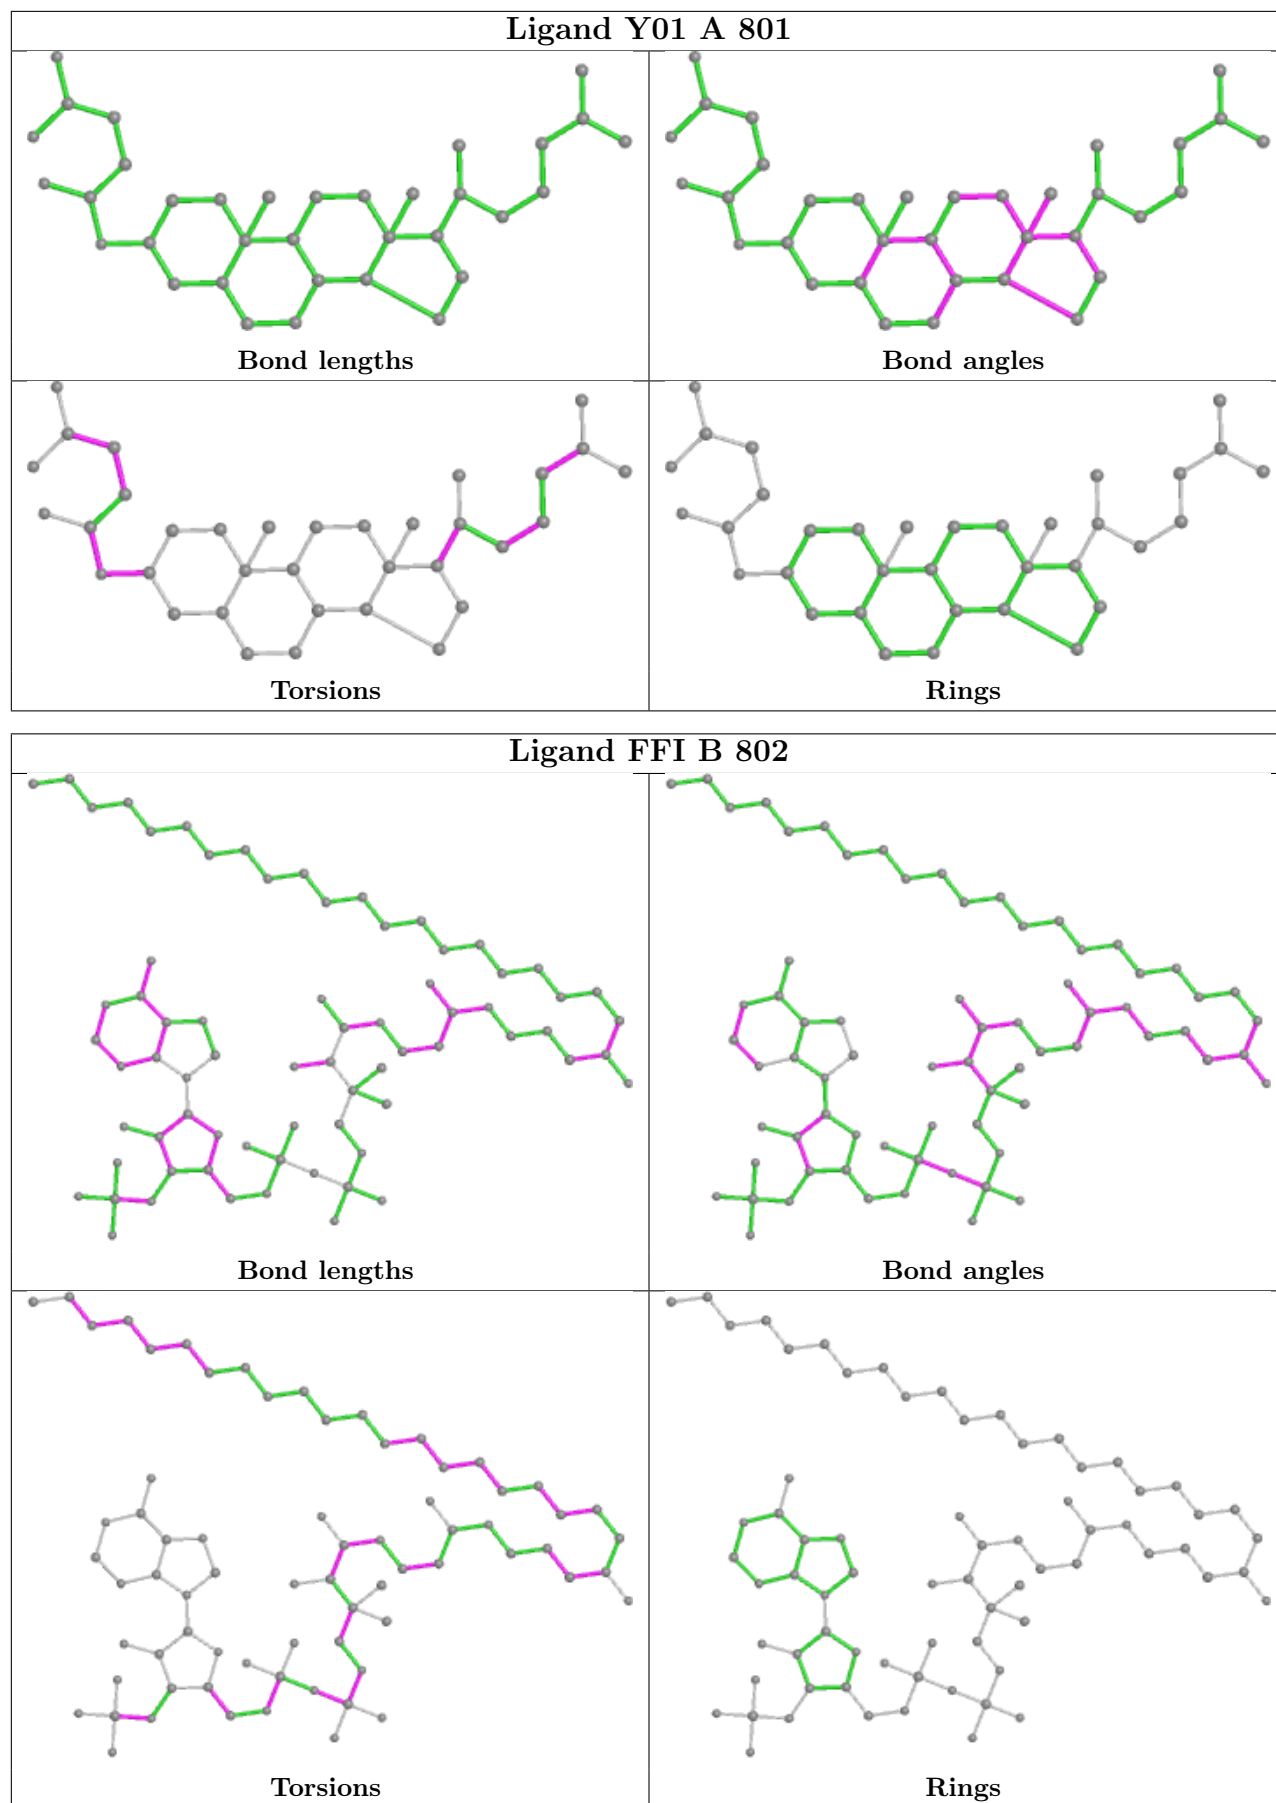 Ligand Y01 A 801
Bond lengths
Bond angles
Torsions
Rings
Ligand FFI B 802
Bond lengths
Bond angles
Torsions
Rings